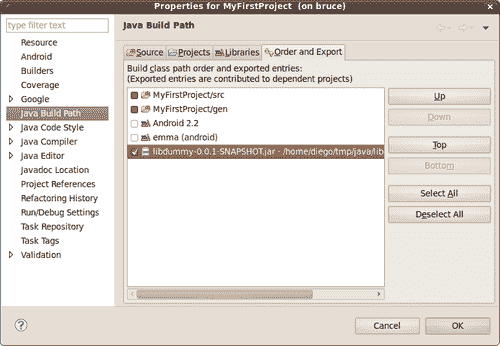 Properties for MyFirstProject (on bruce)
type filter text
Resource
Android
Builders
Coverage
Google
Java Build Path
Java Code Style
Java Compiler
Java Editor
Javadoc Location
Project References
Refactoring History
Run/Debug Settings
Task Repository
Task Tags
Validation
Java Build Path
Source
Projects
Libraries
Order and Export
Build class path order and exported entries:
(Exported entries are contributed to dependent projects)
MyFirstProject/src
MyFirstProject/gen
Android 2.2
emma (android)
libdummy-0.0.1-SNAPSHOT.jar - /home/diego/tmp/java/lib
Up
Down
Top
Bottom
Select All
Deselect All
Cancel
OK